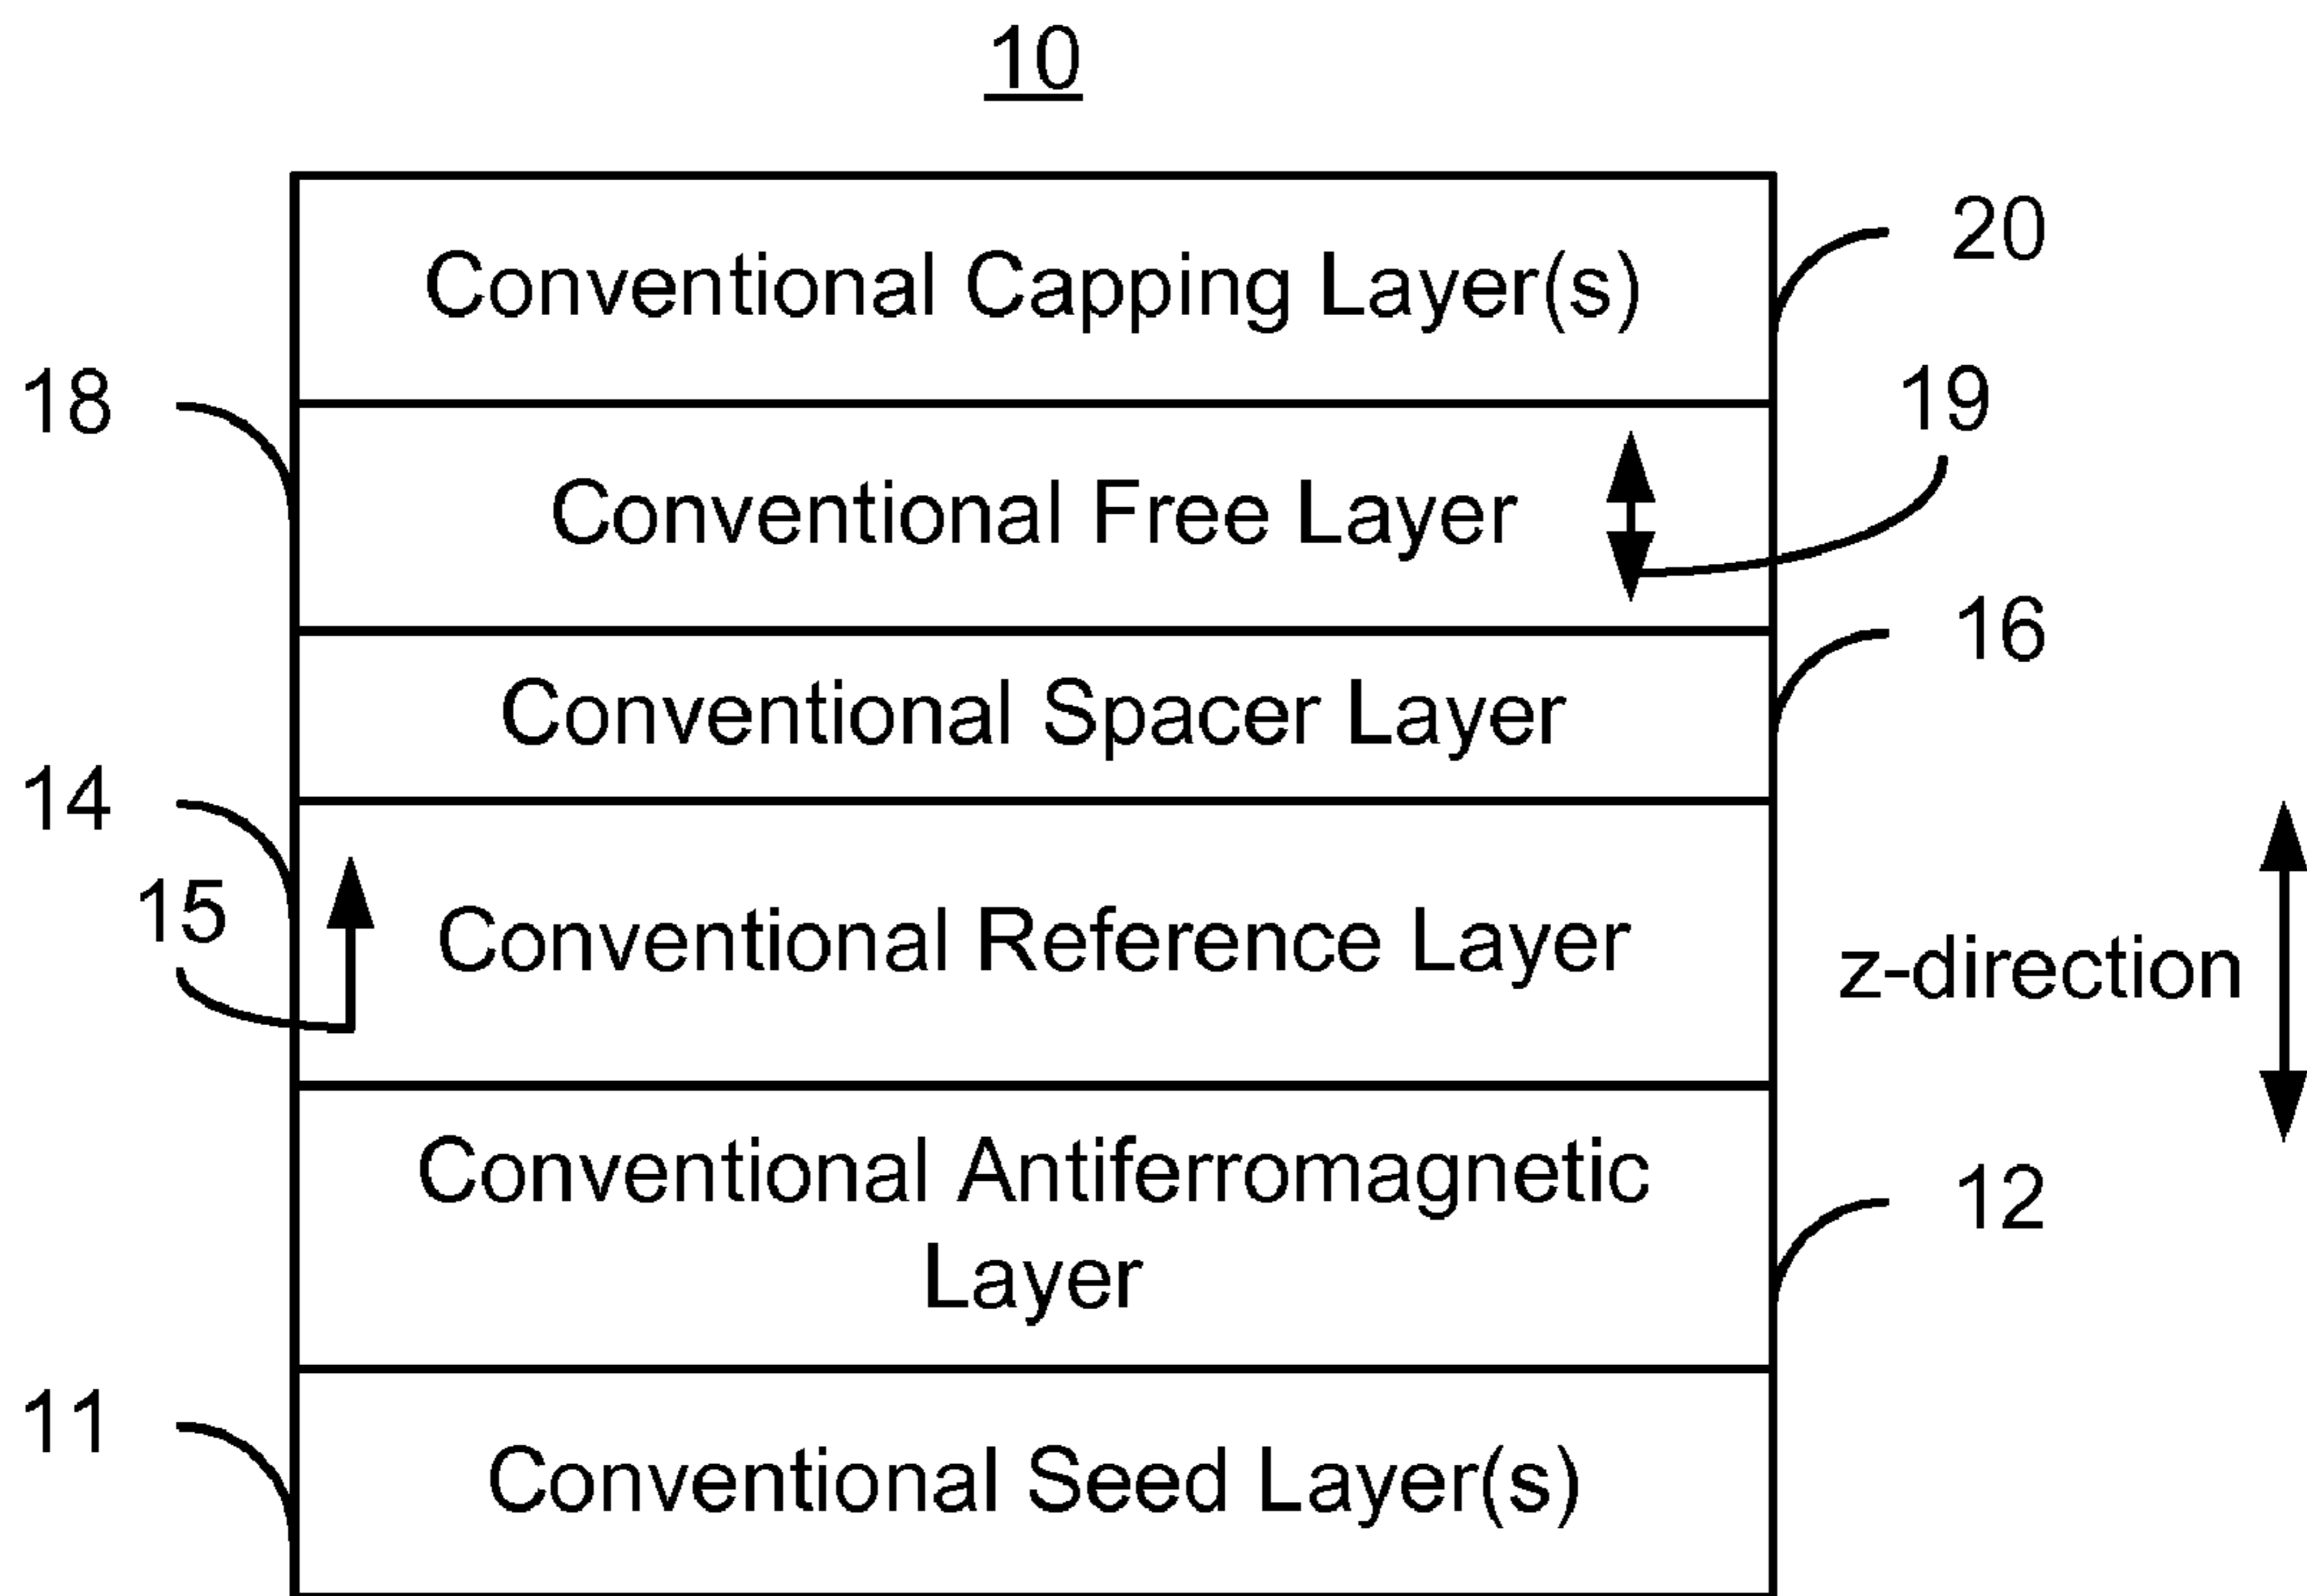 10
Conventional Capping Layer(s)
20
18
Conventional Free Layer
19
Conventional Spacer Layer
16
14
15
Conventional Reference Layer
z-direction
Conventional Antiferromagnetic
Layer
12
11
Conventional Seed Layer(s)